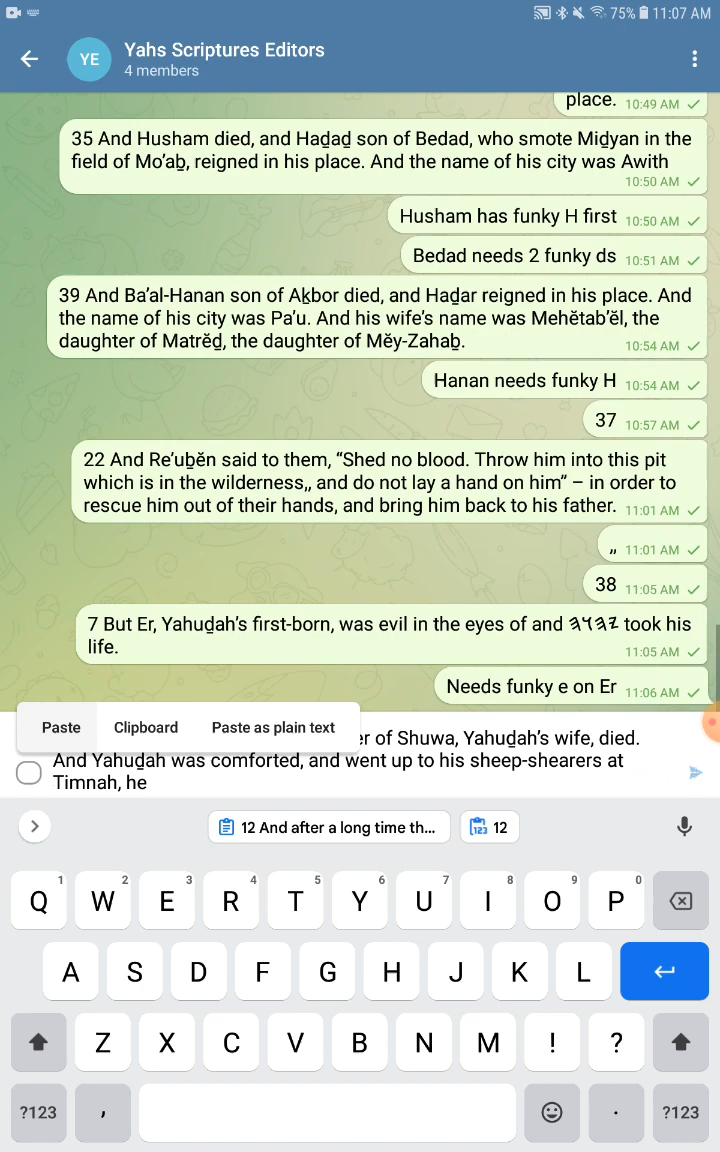 75% 11:07 AM
YE
Yahs Scriptures Editors
4 members
place. 10:49 AM
35 And Husham died, and Haḏaḏ son of Bedad, who smote Miḏyan in the
field of Mo’aḇ, reigned in his place. And the name of his city was Awith
10:50 AM
Husham has funky H first 10:50 AM
Bedad needs 2 funky ds 10:51 AM
39 And Ba’al-Hanan son of Aḵbor died, and Haḏar reigned in his place. And
the name of his city was Pa’u. And his wife’s name was Mehĕtab’ĕl, the
daughter of Matrĕḏ, the daughter of Mĕy-Zahaḇ. 10:54 AM
Hanan needs funky H 10:54 AM
37 10:57 AM
22 And Re’uḇĕn said to them, “Shed no blood. Throw him into this pit
which is in the wilderness,, and do not lay a hand on him” – in order to
rescue him out of their hands, and bring him back to his father. 11:01 AM
,, 11:01 AM
38 11:05 AM
7 But Er, Yahuḏah’s first-born, was evil in the eyes of and 𐤉𐤄𐤅𐤄 took his
life. 11:05 AM
Needs funky e on Er 11:06 AM
Paste Clipboard Paste as plain text
er of Shuwa, Yahuḏah’s wife, died.
And Yahuḏah was comforted, and went up to his sheep-shearers at
Timnah, he
12 And after a long time th... 12
Q 1 W 2 E 3 R 4 T 5 Y 6 U 7 I 8 O 9 P 0
A S D F G H J K L
Z X C V B N M ! ?
?123 , . ?123